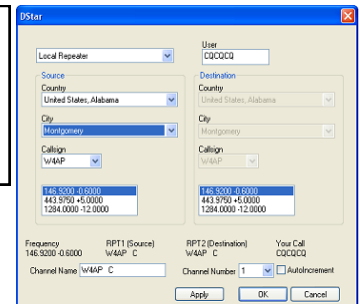 DStar
Local Repeater
User
CQCQCQ
Source
Country
United States, Alabama
City
Montgomery
Callsign
W4AP
146.9200 -0.6000
443.9750 +5.0000
1284.0000 -12.0000
Destination
Country
United States, Alabama
City
Montgomery
Callsign
W4AP
146.9200 -0.6000
443.9750 +5.0000
1284.0000 -12.0000
Frequency RPT1 (Source) RPT2 (Destination) Your Call
146.9200 -0.6000 W4AP C W4AP C CQCQCQ
Channel Name W4AP C Channel Number 1 AutoIncrement
Apply OK Cancel